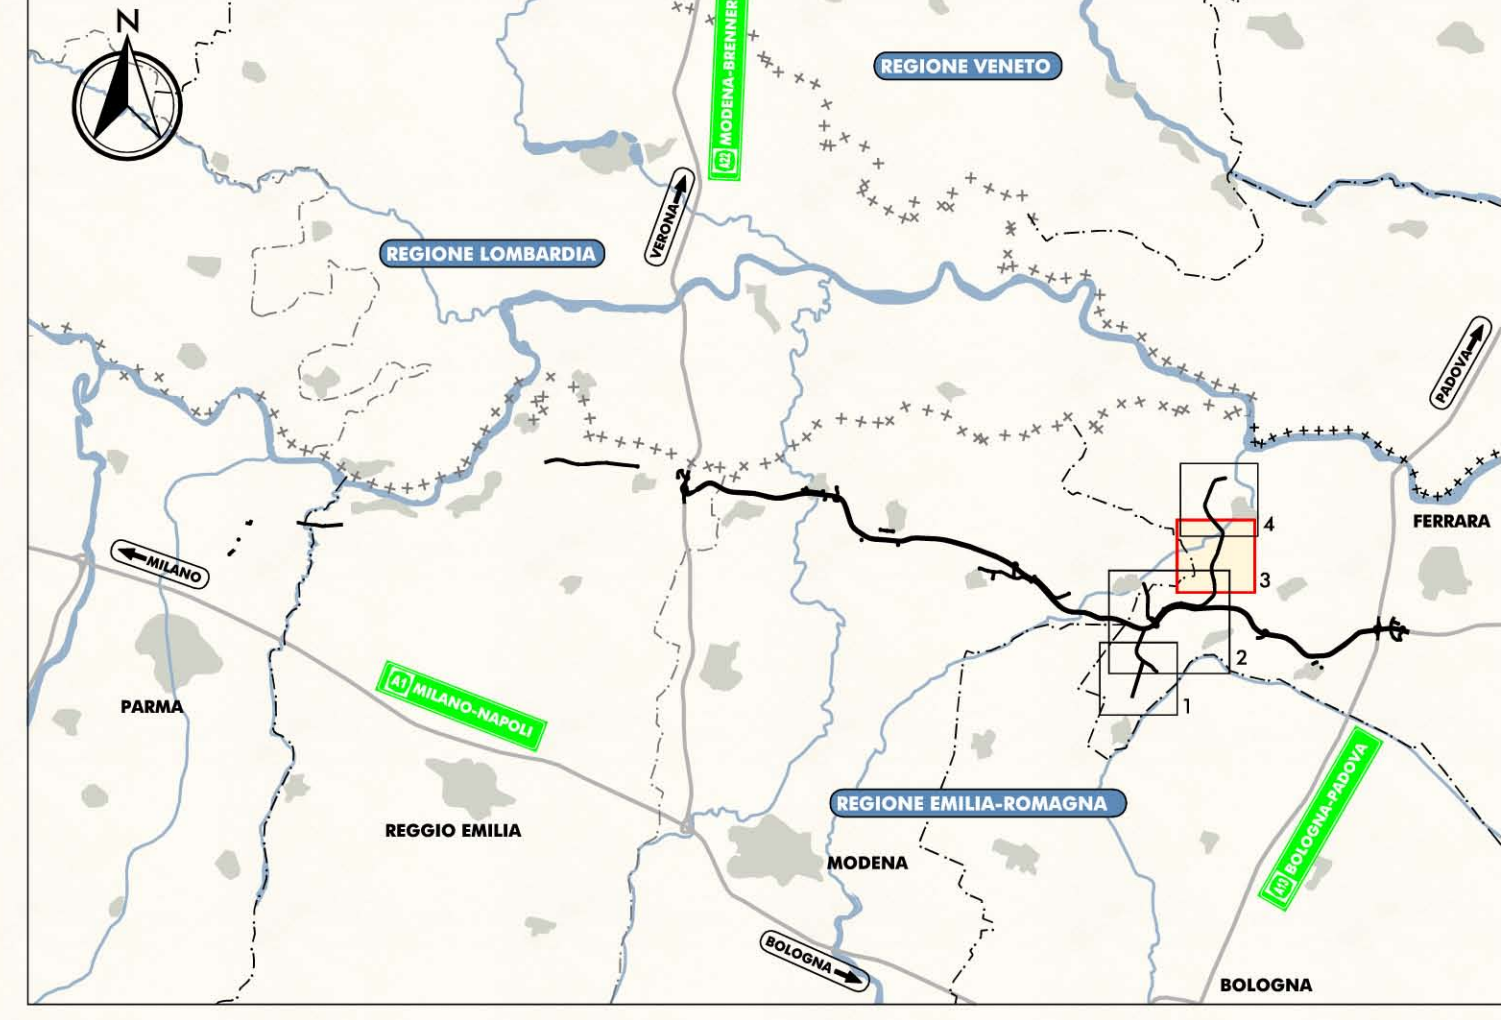 N
A22 MODENA-BRENNER
REGIONE VENETO
VERONA
REGIONE LOMBARDIA
PADOVA
FERRARA
4
3
MILANO
2
1
PARMA
A1 MILANO-NAPOLI
REGIONE EMILIA-ROMAGNA
REGGIO EMILIA
A13 BOLOGNA-PADOVA
MODENA
BOLOGNA
BOLOGNA